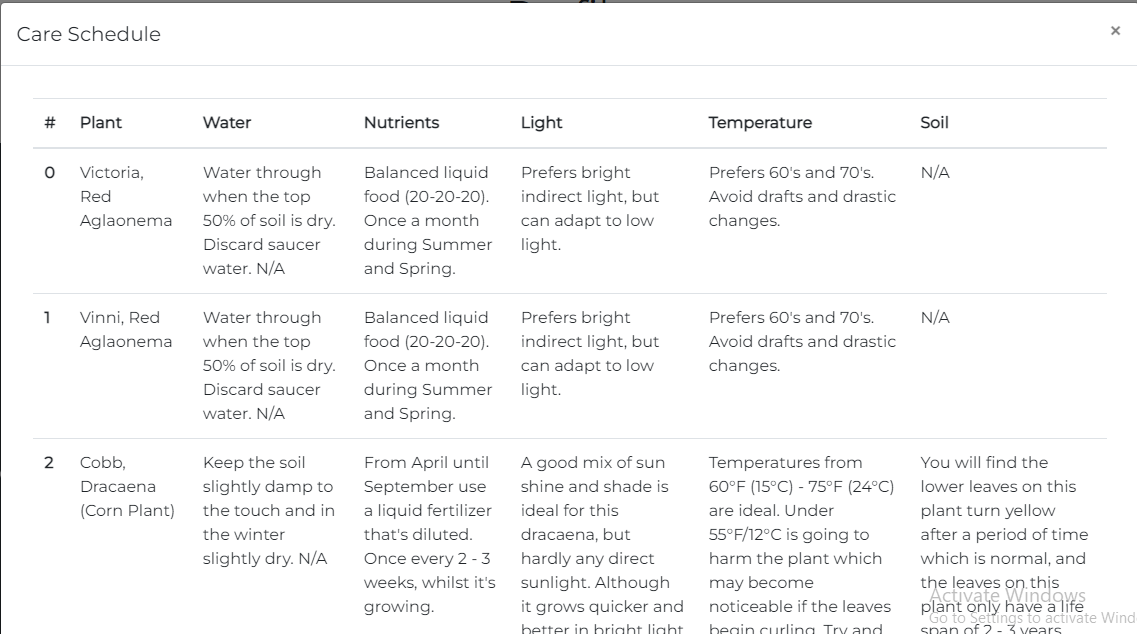 Care Schedule ×
# Plant Water Nutrients Light Temperature Soil
0 Victoria, Water through Balanced liquid Prefers bright Prefers 60's and 70's. N/A
Red when the top food (20-20-20). indirect light, but Avoid drafts and drastic
Aglaonema 50% of soil is dry. Once a month can adapt to low changes.
Discard saucer during Summer light.
water. N/A and Spring.
1 Vinni, Red Water through Balanced liquid Prefers bright Prefers 60's and 70's. N/A
Aglaonema when the top food (20-20-20). indirect light, but Avoid drafts and drastic
50% of soil is dry. Once a month can adapt to low changes.
Discard saucer during Summer light.
water. N/A and Spring.
2 Cobb, Keep the soil From April until A good mix of sun Temperatures from You will find the
Dracaena slightly damp to September use shine and shade is 60°F (15°C) - 75°F (24°C) lower leaves on this
(Corn Plant) the touch and in a liquid fertilizer ideal for this are ideal. Under plant turn yellow
the winter that's diluted. dracaena, but 55°F/12°C is going to after a period of time
slightly dry. N/A Once every 2 - 3 hardly any direct harm the plant which which is normal, and
weeks, whilst it's sunlight. Although may become the leaves on this
growing. it grows quicker and noticeable if the leaves plant only have a life
better in bright light begin curling. Try and span of 2 - 3 years
Activate Windows
Go to Settings to activate Wind